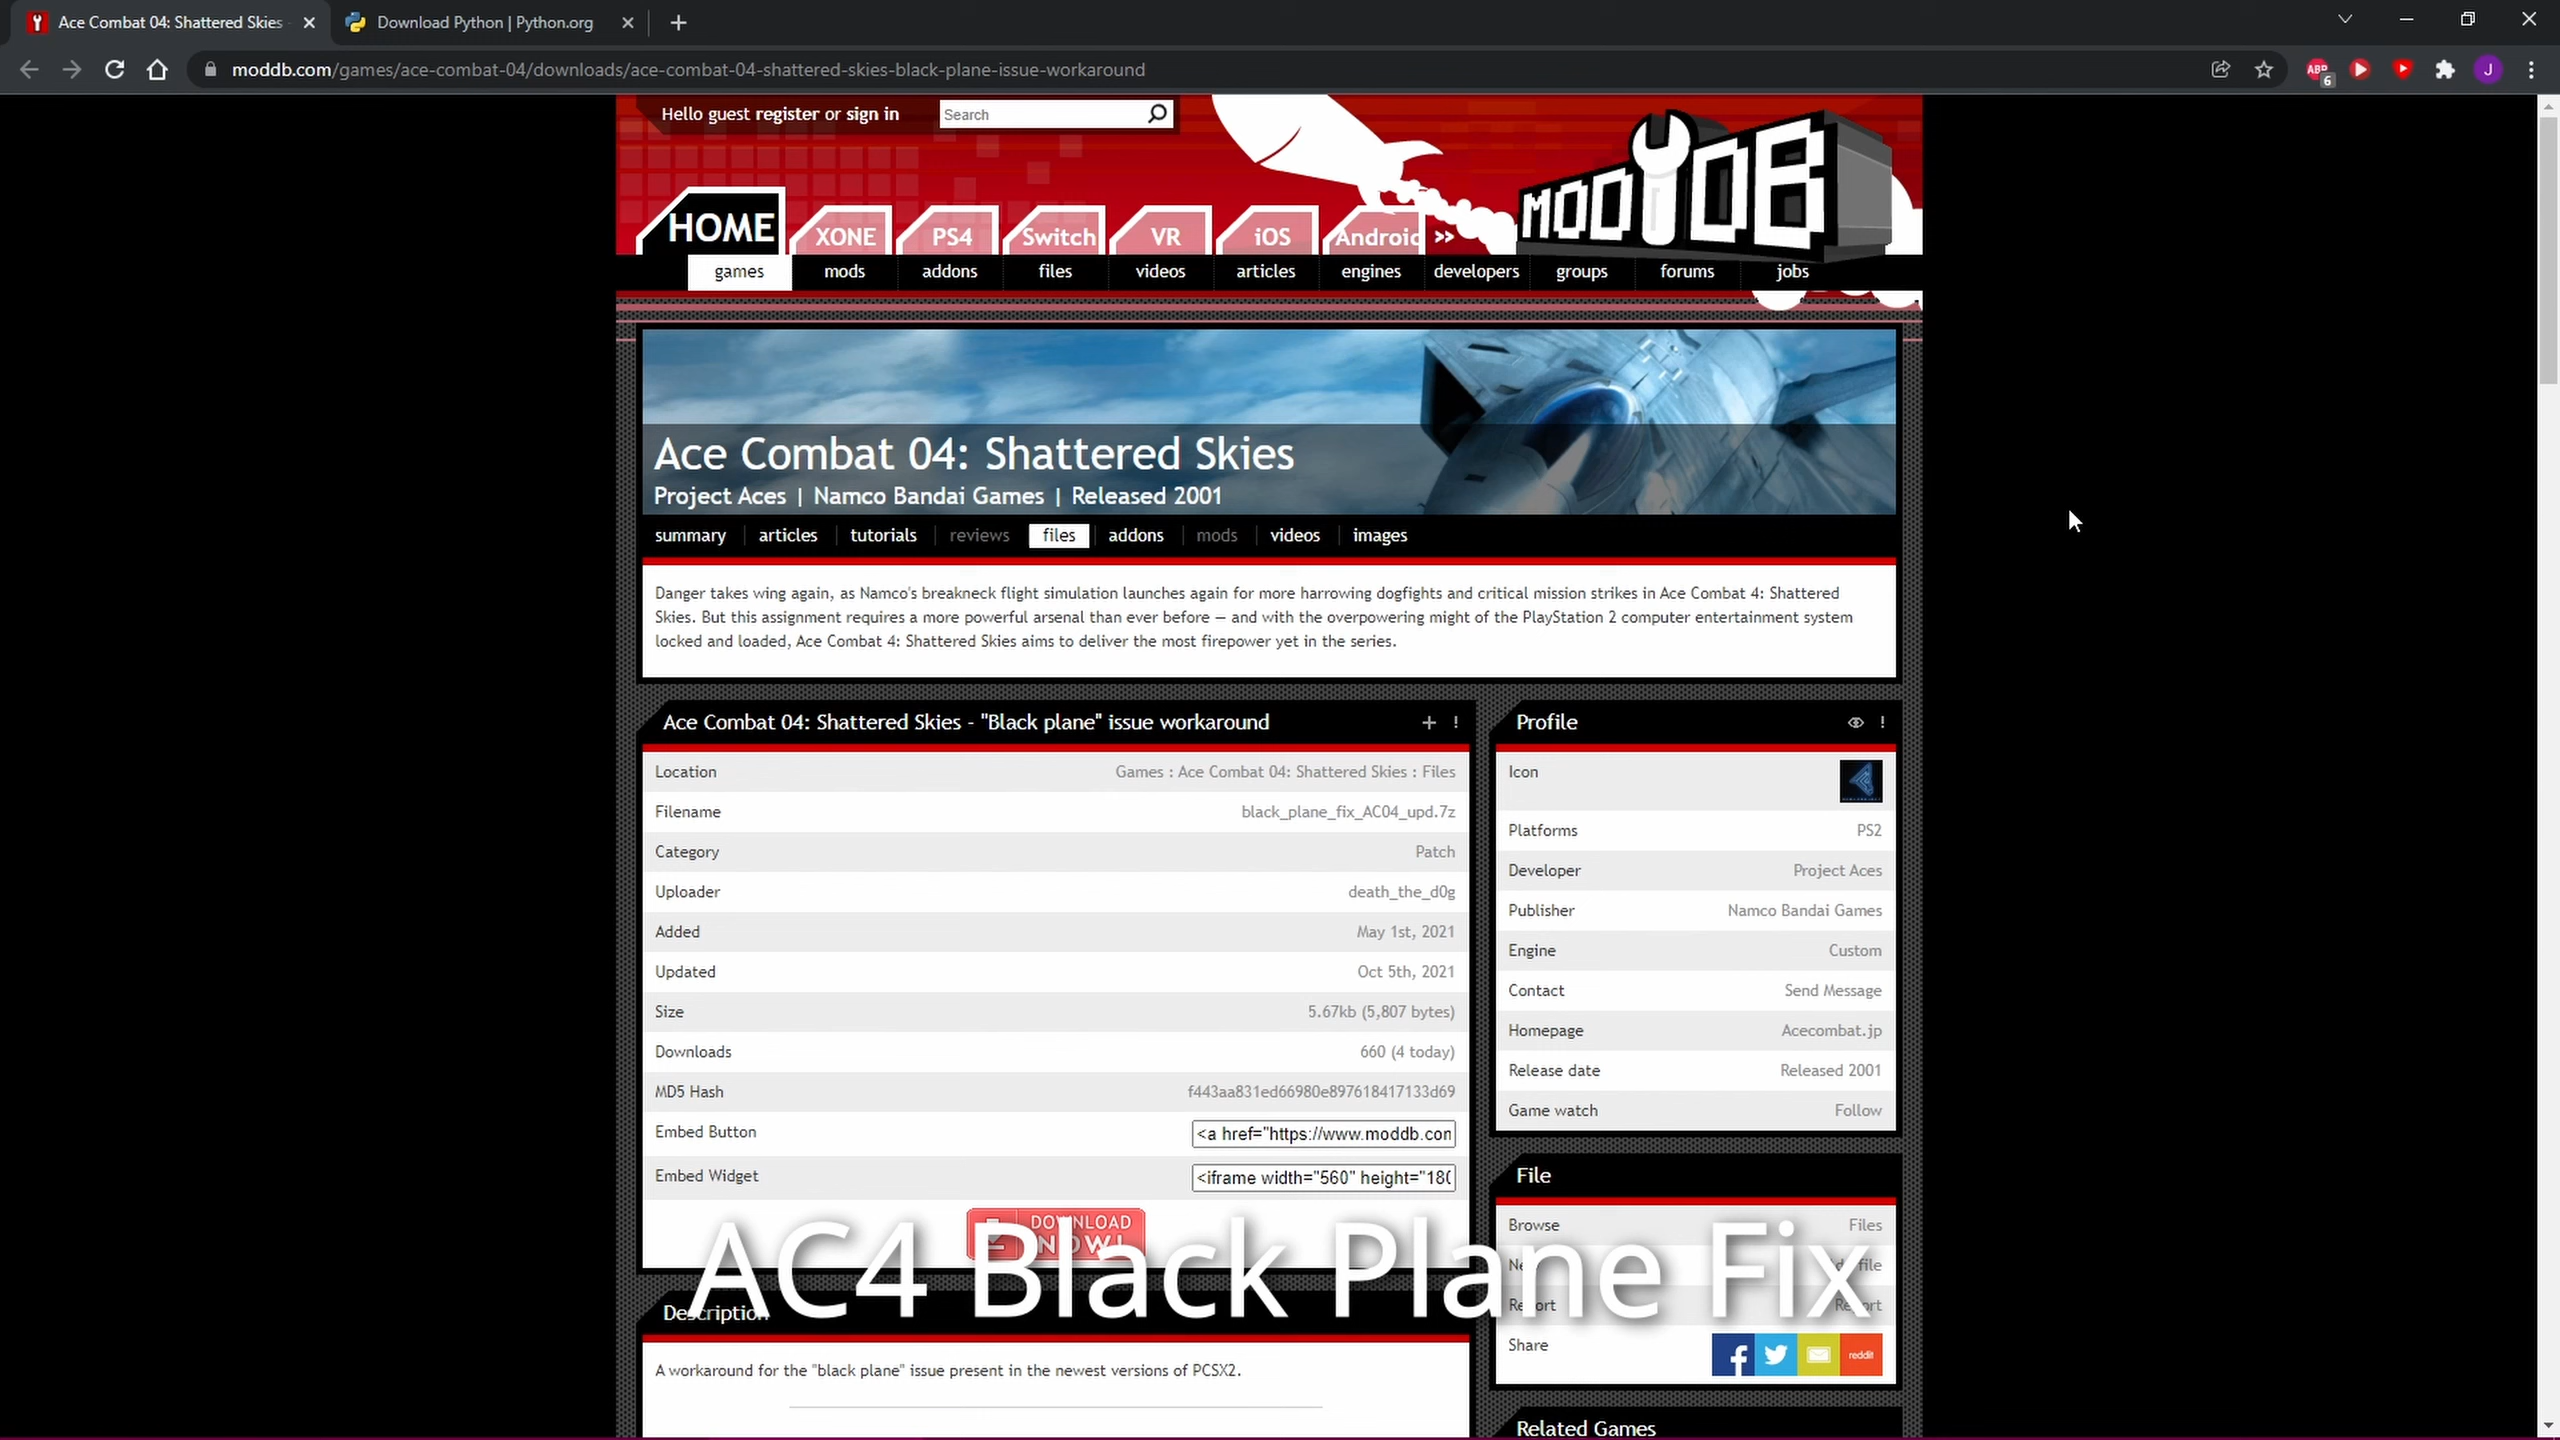 Ace Combat 04: Shattered Skies
Download Python | Python.org
moddb.com/games/ace-combat-04/downloads/ace-combat-04-shattered-skies-black-plane-issue-workaround
ABP
6
J
Hello guest register or sign in
Search
MODDB
HOME
XONE
PS4
Switch
VR
iOS
Android
»
games
mods
addons
files
videos
articles
engines
developers
groups
forums
jobs
Ace Combat 04: Shattered Skies
Project Aces | Namco Bandai Games | Released 2001
summary
articles
tutorials
reviews
files
addons
mods
videos
images
Danger takes wing again, as Namco's breakneck flight simulation launches again for more harrowing dogfights and critical mission strikes in Ace Combat 4: Shattered
Skies. But this assignment requires a more powerful arsenal than ever before — and with the overpowering might of the PlayStation 2 computer entertainment system
locked and loaded, Ace Combat 4: Shattered Skies aims to deliver the most firepower yet in the series.
Ace Combat 04: Shattered Skies - "Black plane" issue workaround
Location Games : Ace Combat 04: Shattered Skies : Files
Filename black_plane_fix_AC04_upd.7z
Category Patch
Uploader death_the_d0g
Added May 1st, 2021
Updated Oct 5th, 2021
Size 5.67kb (5,807 bytes)
Downloads 660 (4 today)
MD5 Hash f443aa831ed66980e897618417133d69
Embed Button <a href="https://www.moddb.con
Embed Widget <iframe width="560" height="180
DOWNLOAD
NOW!
Description
A workaround for the "black plane" issue present in the newest versions of PCSX2.
Profile
Icon
Platforms PS2
Developer Project Aces
Publisher Namco Bandai Games
Engine Custom
Contact Send Message
Homepage Acecombat.jp
Release date Released 2001
Game watch Follow
File
Browse Files
file
Report Report
Share
reddit
Related Games
AC4 Black Plane Fix